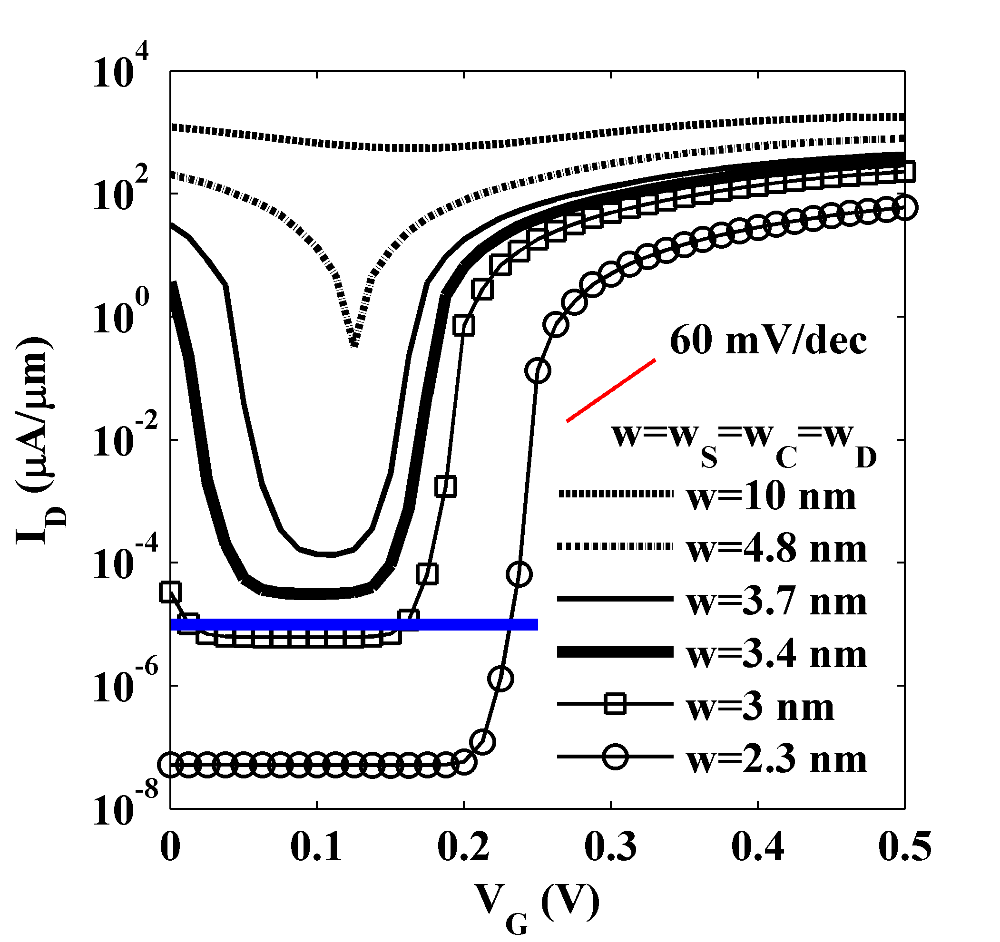 10^4
10^2
10^0
10^-2
10^-4
10^-6
10^-8
I_D (μA/μm)
60 mV/dec
w=w_S=w_C=w_D
w=10 nm
w=4.8 nm
w=3.7 nm
w=3.4 nm
w=3 nm
w=2.3 nm
0 0.1 0.2 0.3 0.4 0.5
V_G (V)